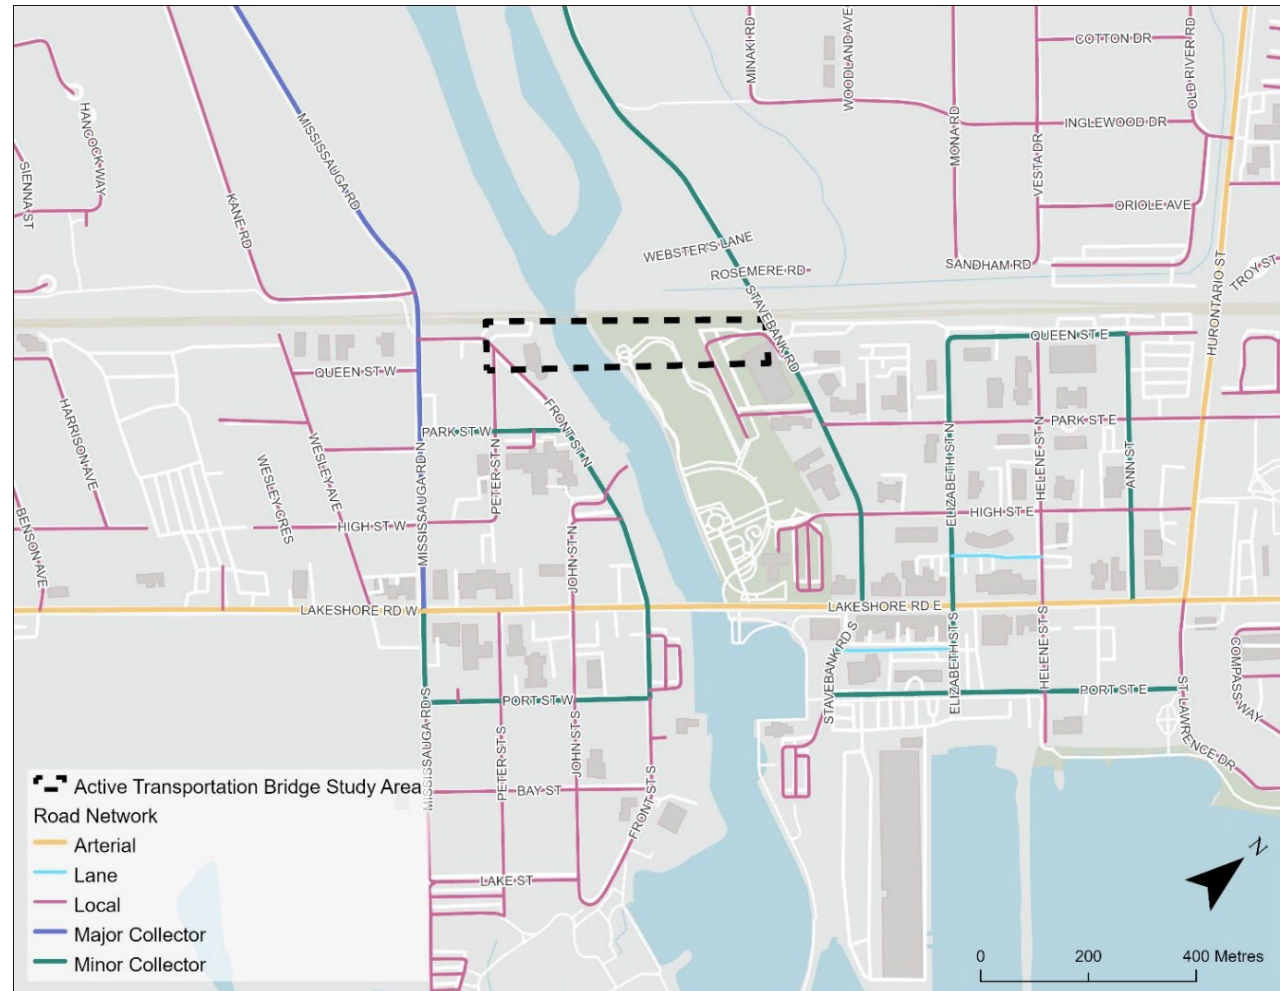 MINAKI RD
WOODLAND AVE
COTTON DR
OLD RIVER RD
HANCOCK WAY
MISSISSAUGA RD
MONA RD
INGLEWOOD DR
VESTA DR
SIENNA ST
KANE RD
ORIOLE AVE
WEBSTER'S LANE
ROSEMERE RD
SANDHAM RD
HURONTARIO ST
TROY ST
STAVEBANK RD
QUEEN ST E
QUEEN ST W
HARRISON AVE
FRONT ST N
PARK ST W
PARK ST E
WESLEY AVE
WESLEY CRES
MISSISSAUGA RD N
PETER ST N
ELIZABETH ST N
HELENE ST N
ANN ST
HIGH ST W
HIGH ST E
BENSON AVE
JOHN ST N
LAKESHORE RD W
LAKESHORE RD E
STAVEBANK RD S
ELIZABETH ST S
HELENE ST S
COMPASS WAY
PORT ST W
PORT ST E
MISSISSAUGA RD S
PETER ST S
JOHN ST S
ST LAWRENCE DR
BAY ST
FRONT ST S
LAKE ST
Active Transportation Bridge Study Area
Road Network
Arterial
Lane
Local
Major Collector
Minor Collector
N
0 200 400 Metres